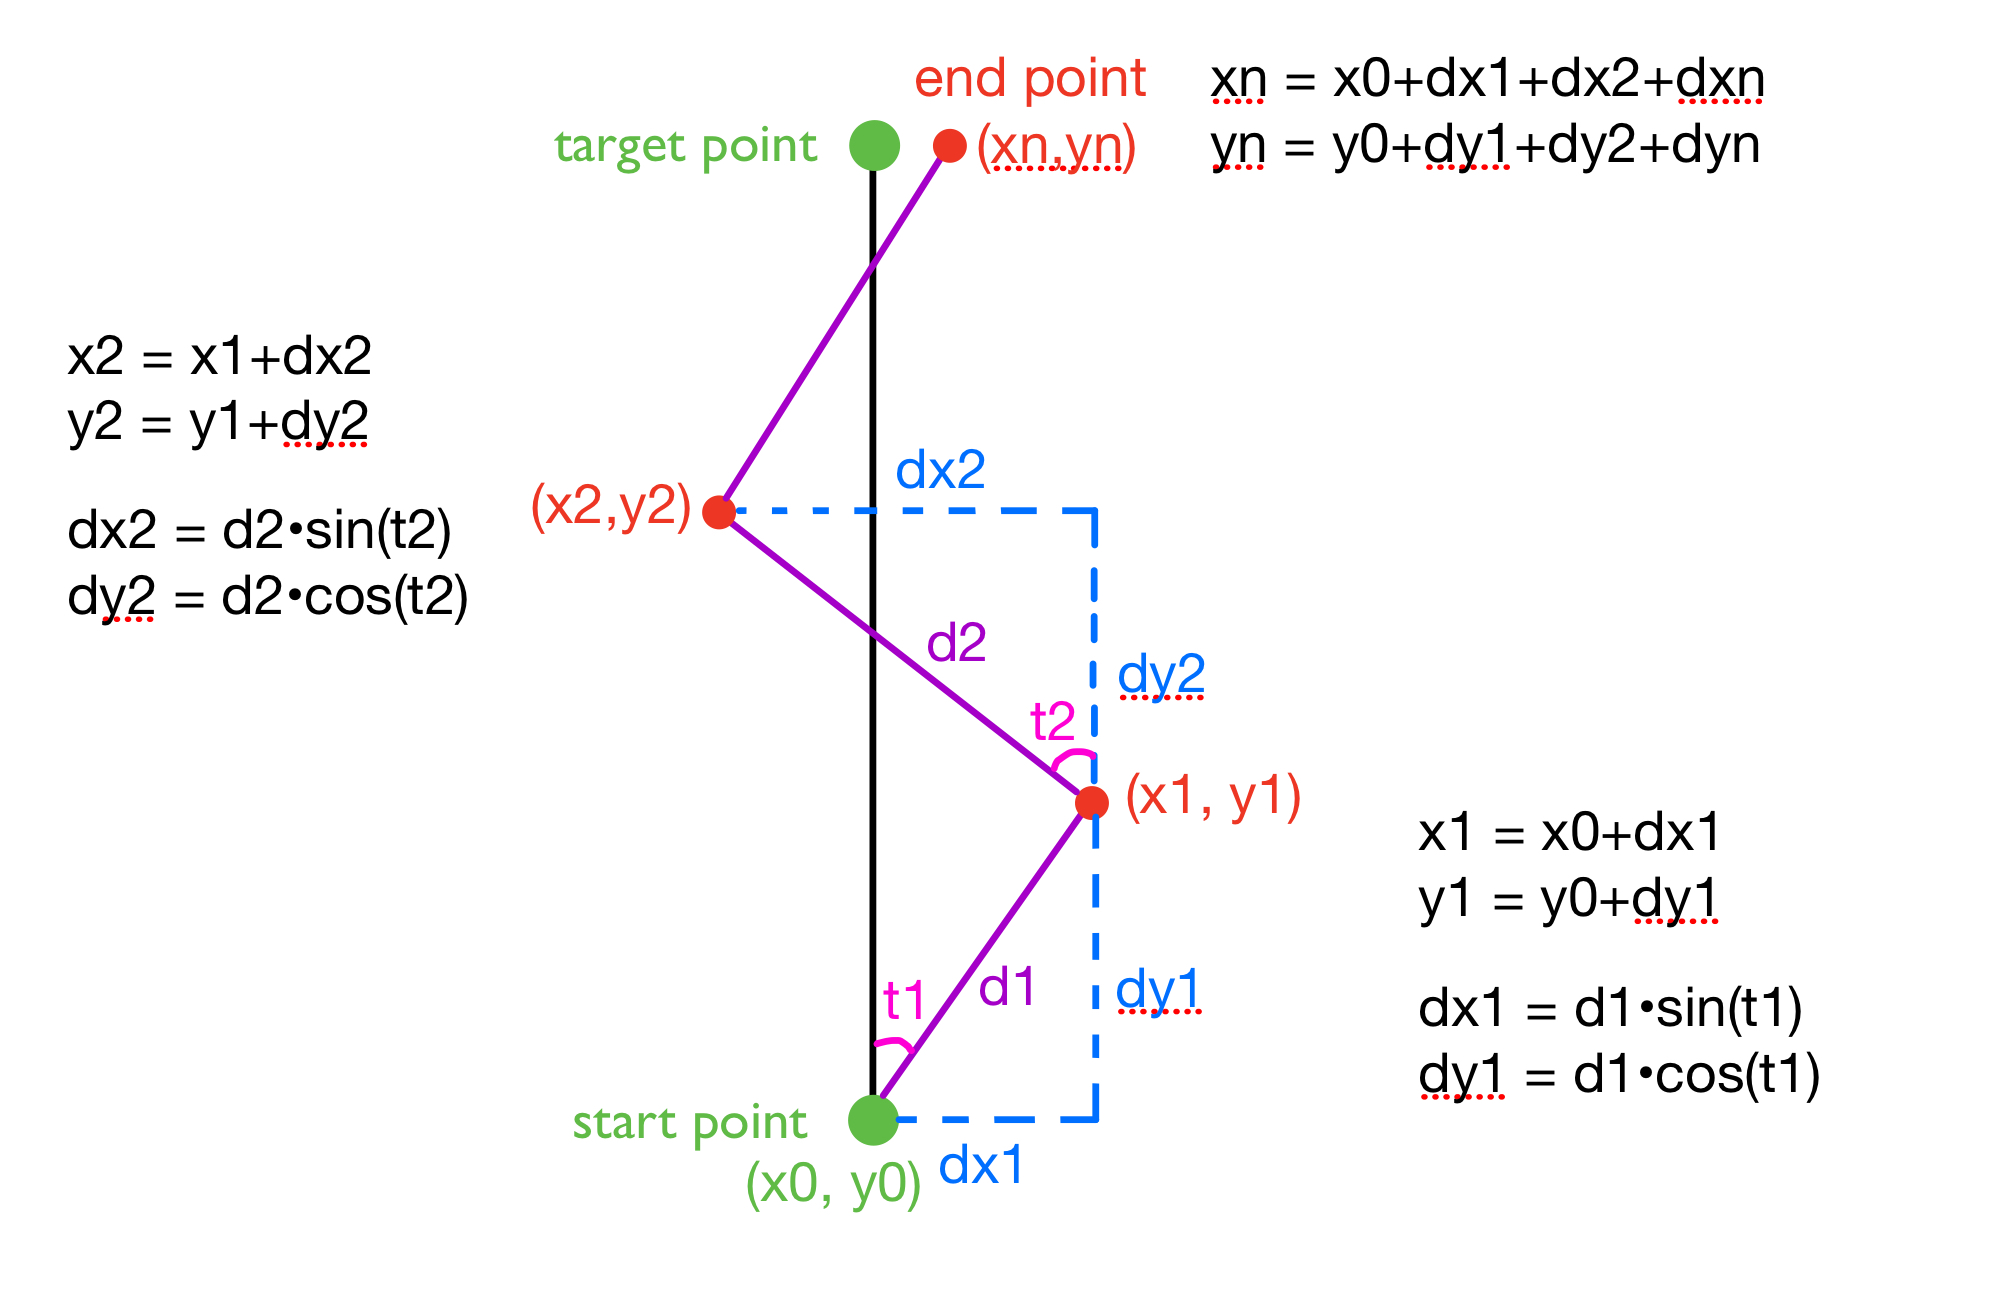 end point
(xn,yn)
xn = x0+dx1+dx2+dxn
yn = y0+dy1+dy2+dyn
target point
x2 = x1+dx2
y2 = y1+dy2
dx2 = d2•sin(t2)
dy2 = d2•cos(t2)
(x2,y2)
dx2
d2
dy2
t2
(x1, y1)
x1 = x0+dx1
y1 = y0+dy1
dx1 = d1•sin(t1)
dy1 = d1•cos(t1)
t1
d1
dy1
start point
(x0, y0)
dx1